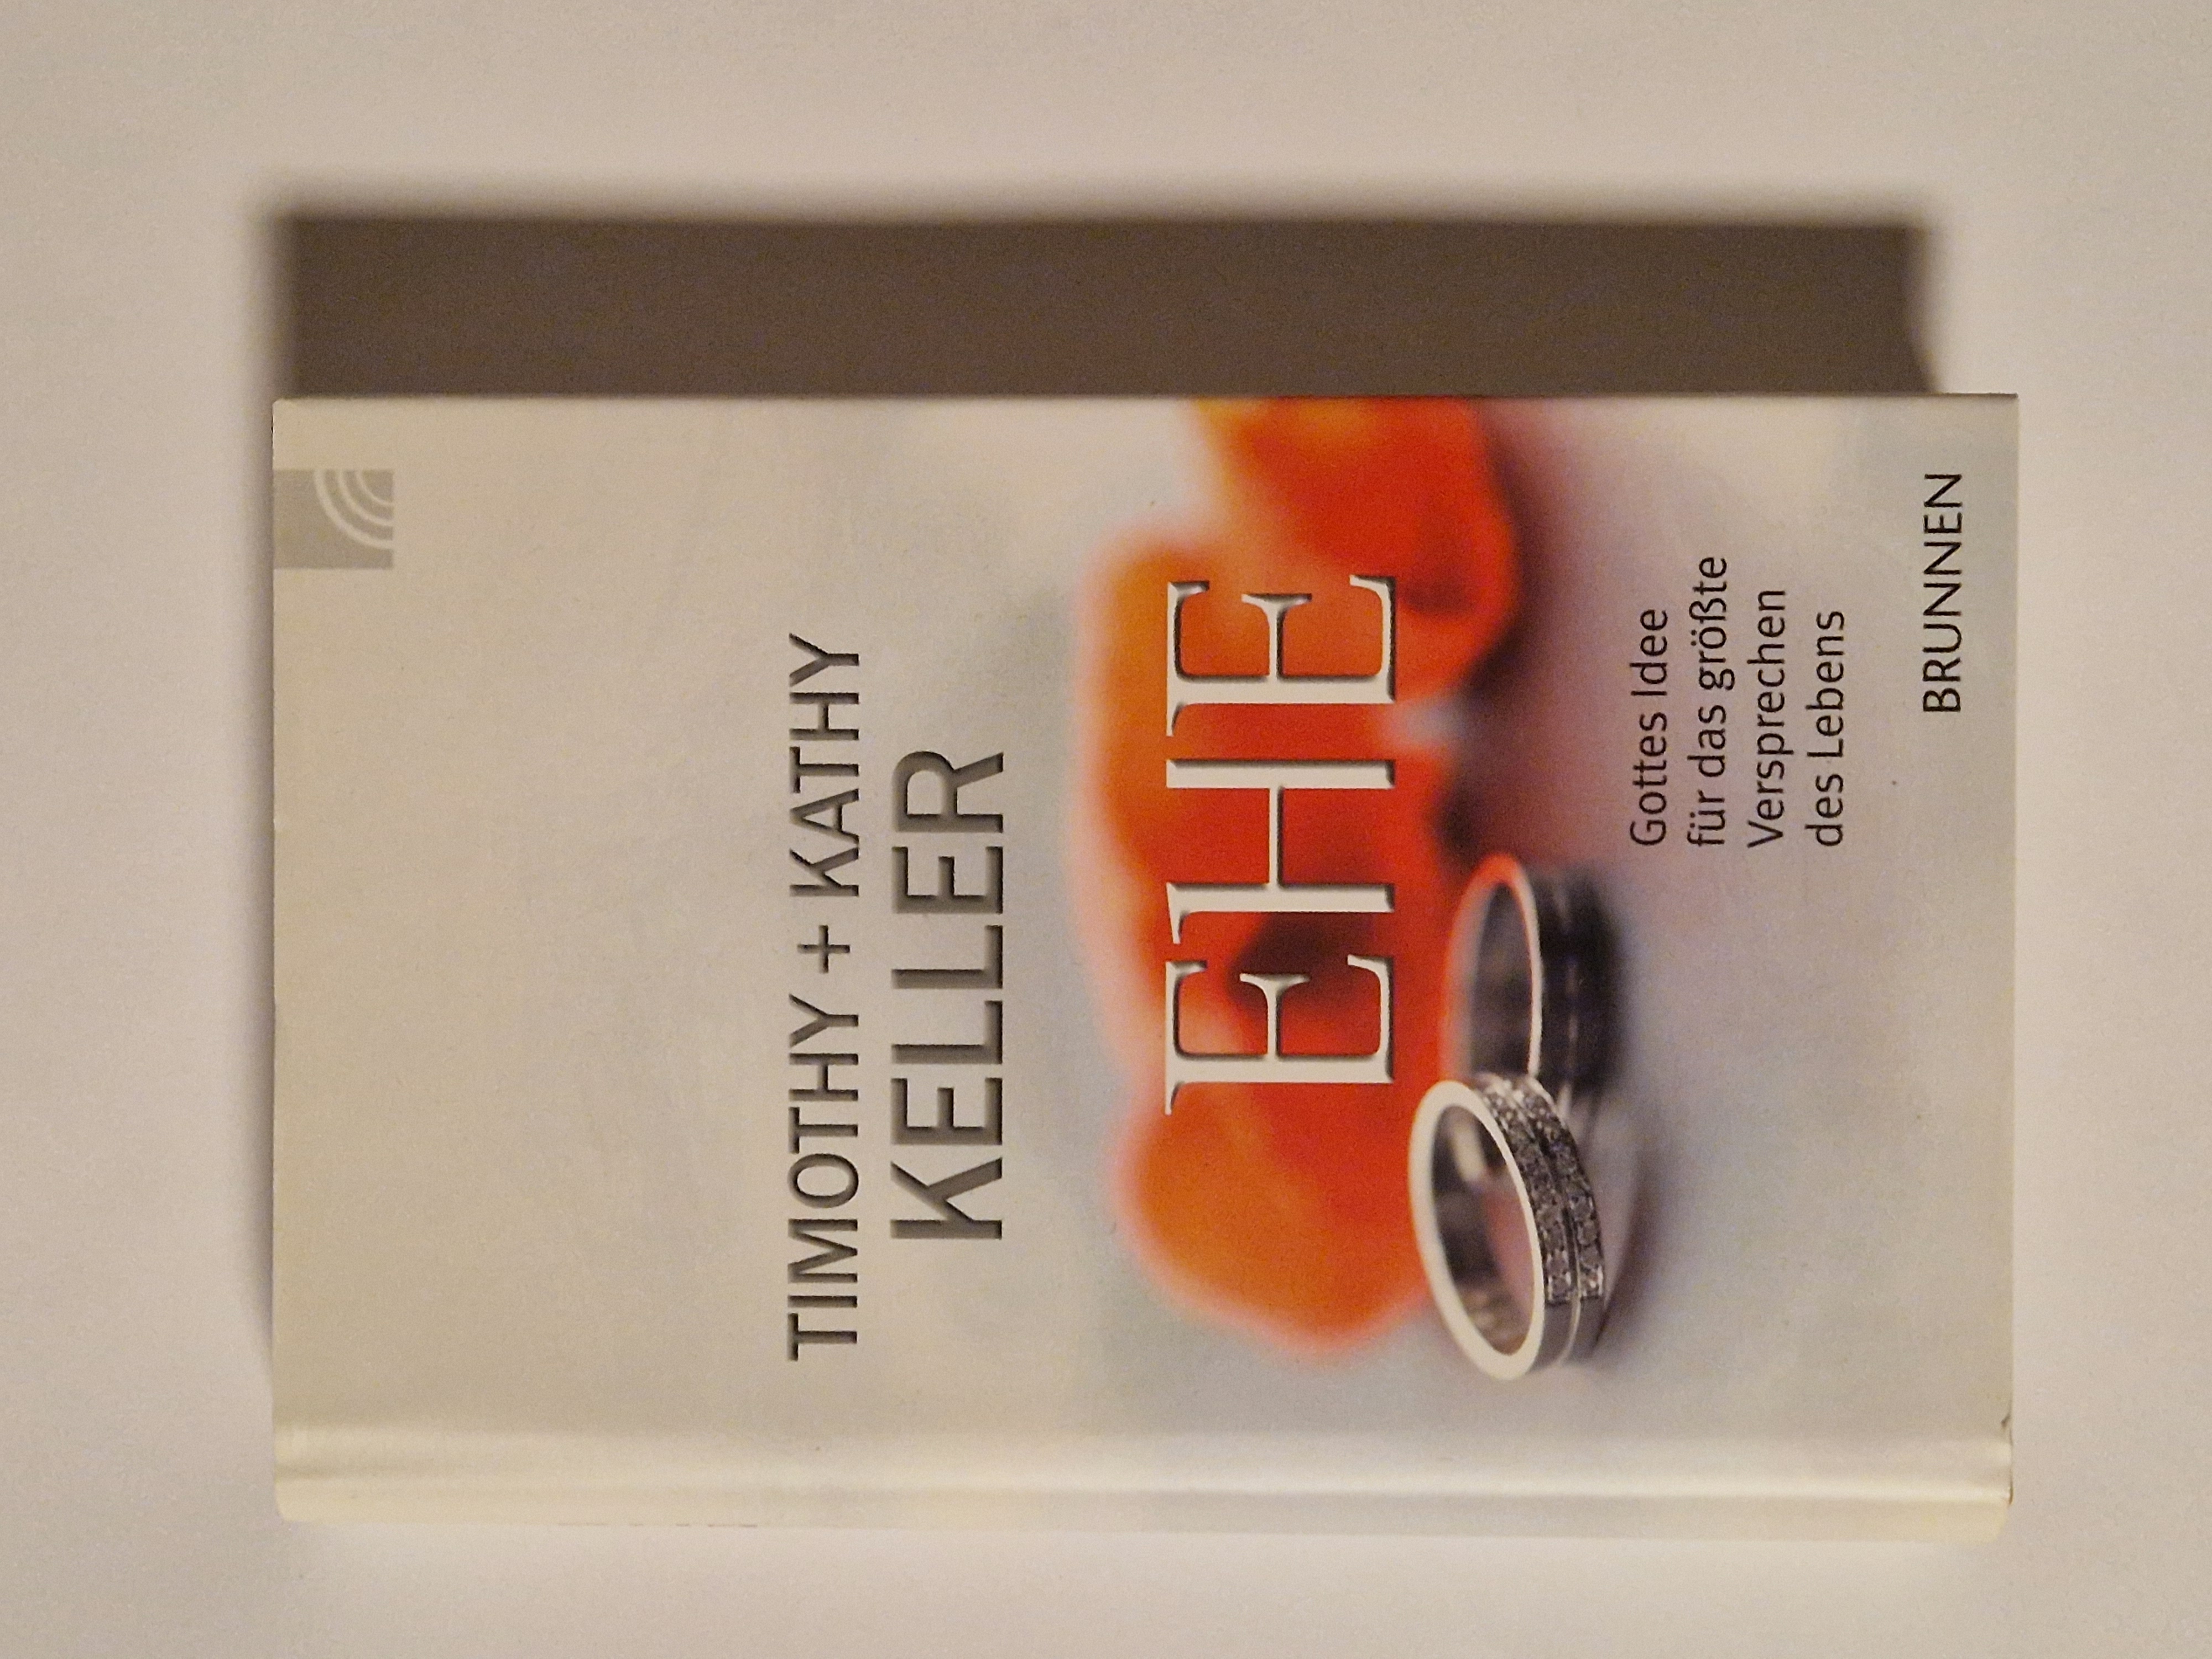 TIMOTHY + KATHY
KELLER
EHE
Gottes Idee
für das größte
Versprechen
des Lebens
BRUNNEN